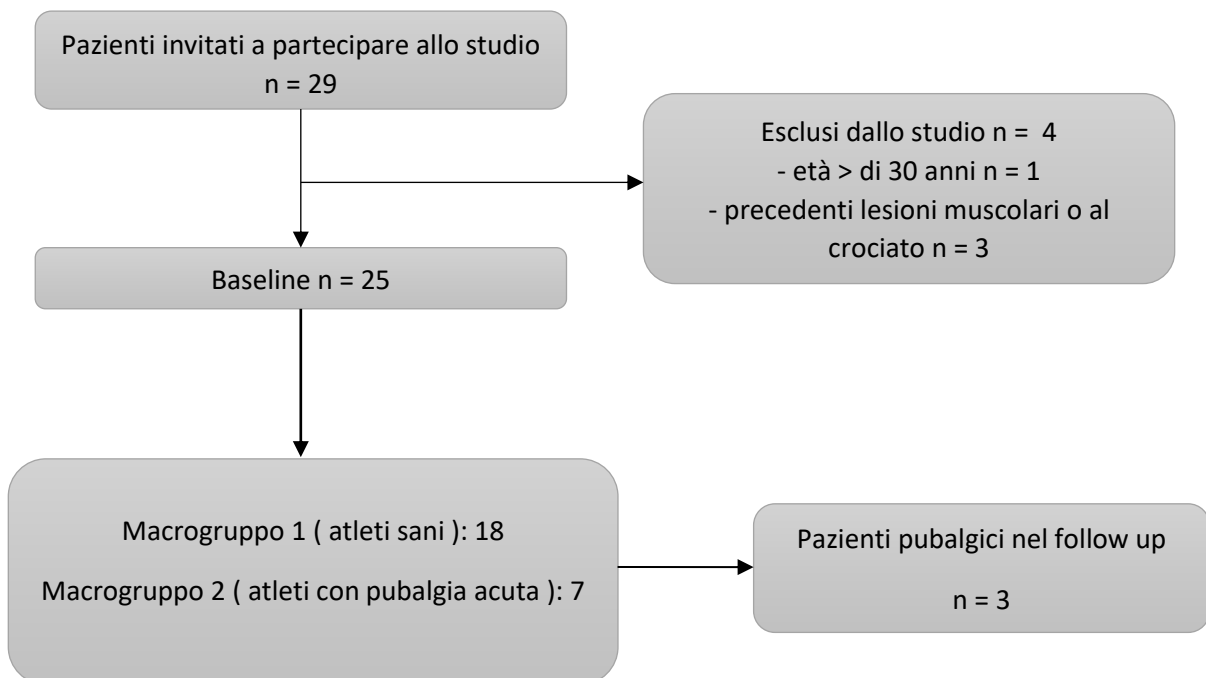 Pazienti invitati a partecipare allo studio
n = 29
Esclusi dallo studio n = 4
- età > di 30 anni n = 1
- precedenti lesioni muscolari o al
crociato n = 3
Baseline n = 25
Macrogruppo 1 ( atleti sani ): 18
Macrogruppo 2 ( atleti con pubalgia acuta ): 7
Pazienti pubalgici nel follow up
n = 3